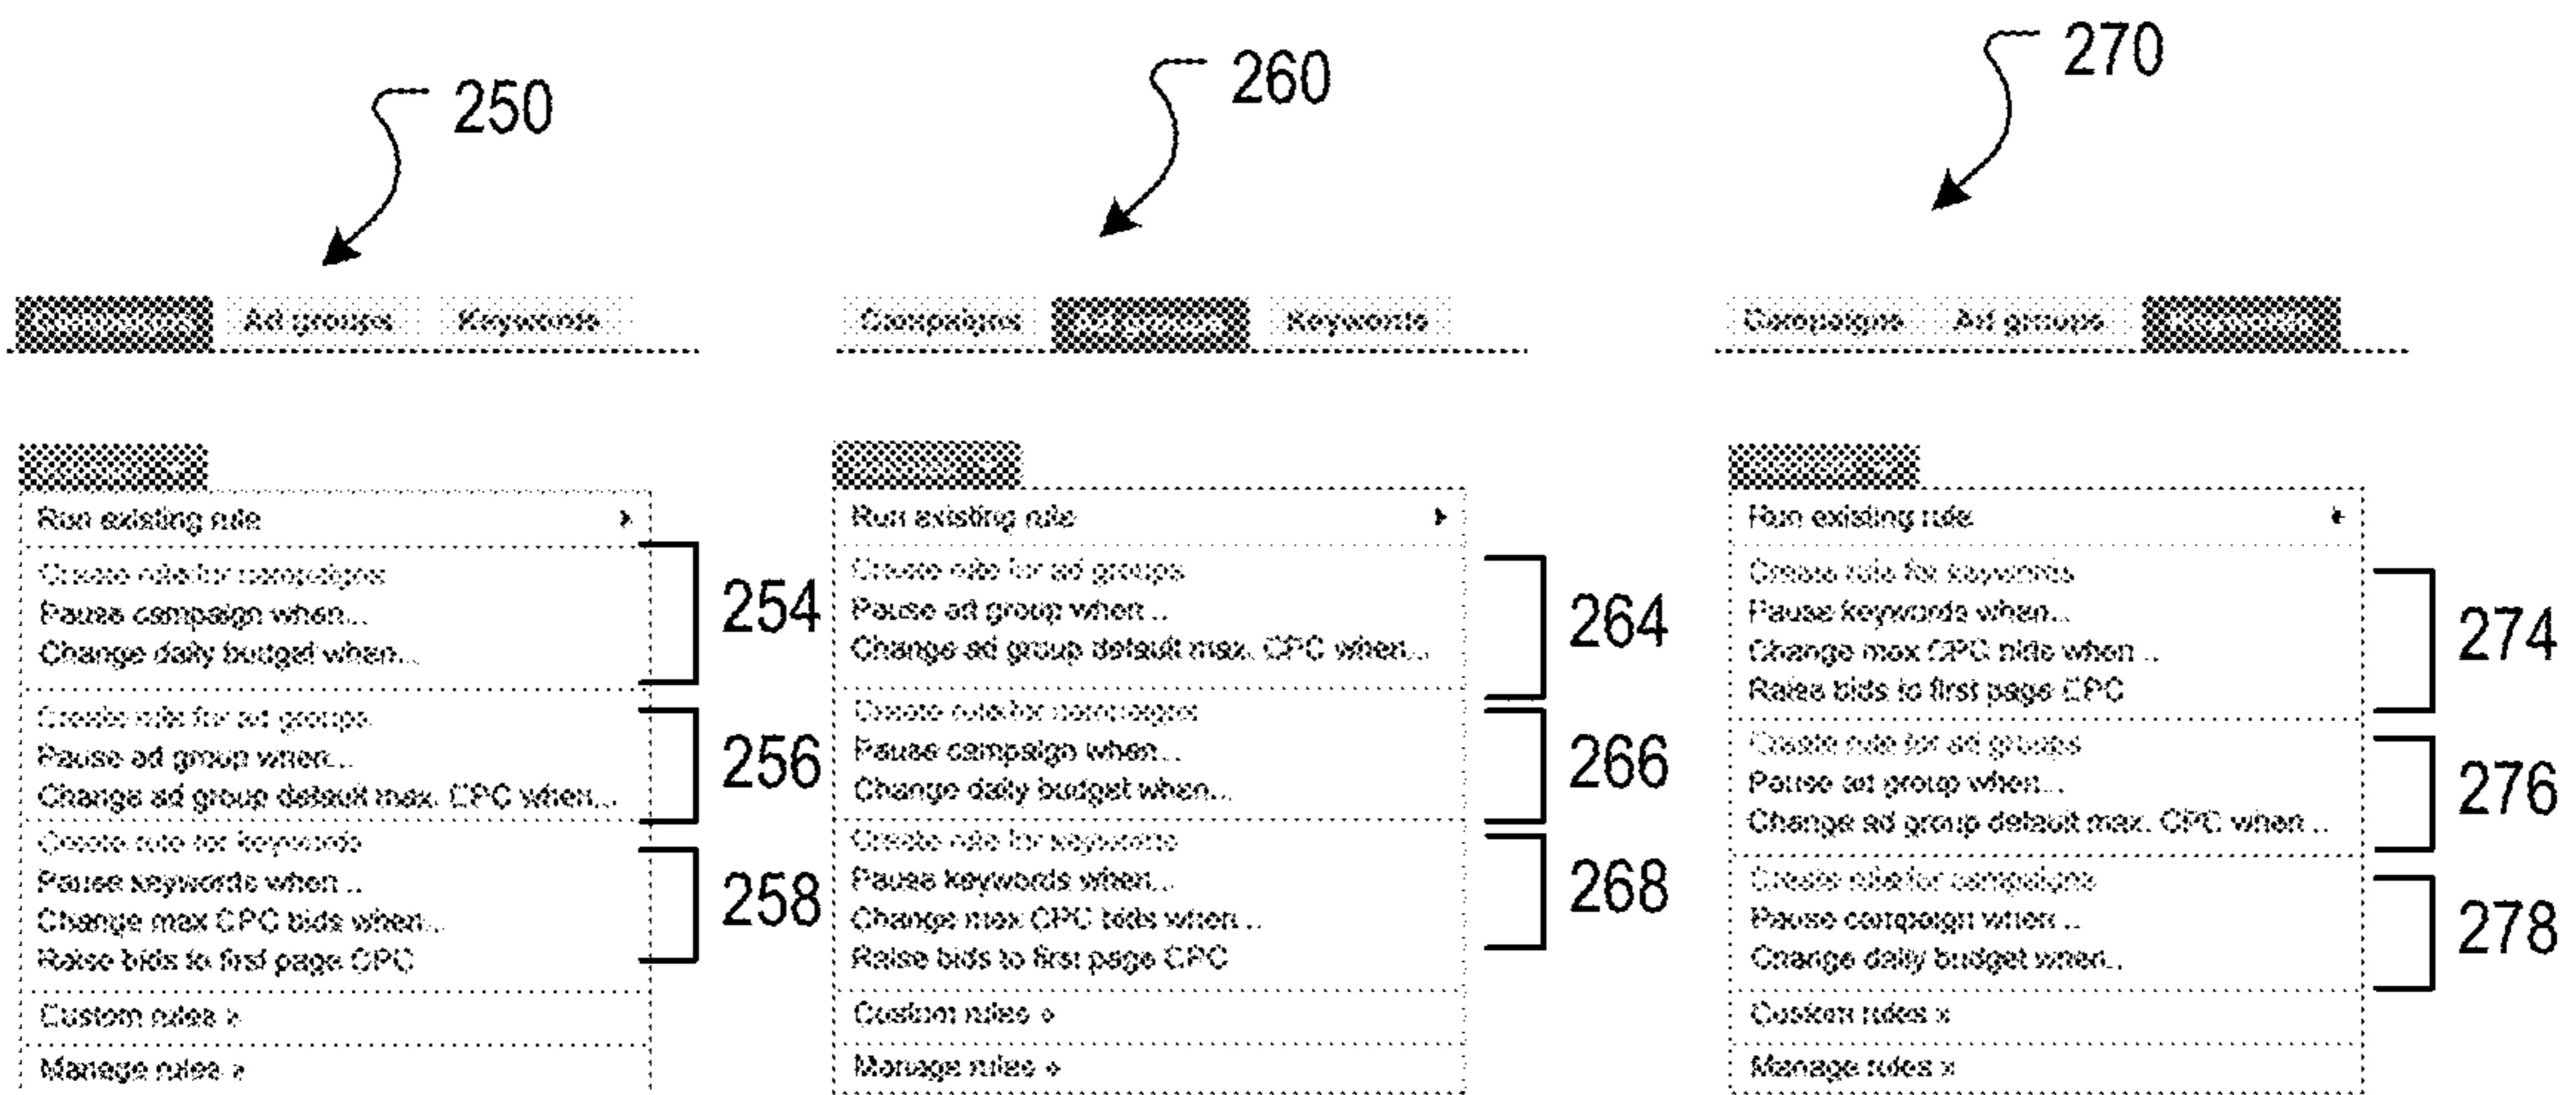 250
260
270
Ad groups Keywords
Campaigns Keywords
Campaigns Ad groups
Run existing rule
Create rule for campaigns
Pause campaign when...
Change daily budget when...
254
Create rule for ad groups
Pause ad group when...
Change ad group default max. CPC when...
256
Create rule for keywords
Pause keywords when...
Change max CPC bids when...
Raise bids to first page CPC
258
Custom rules »
Manage rules »
Run existing rule
Create rule for ad groups
Pause ad group when...
Change ad group default max. CPC when...
264
Create rule for campaigns
Pause campaign when...
Change daily budget when...
266
Create rule for keywords
Pause keywords when...
Change max CPC bids when...
Raise bids to first page CPC
268
Custom rules »
Manage rules »
Run existing rule
Create rule for keywords
Pause keywords when...
Change max CPC bids when...
Raise bids to first page CPC
274
Create rule for ad groups
Pause ad group when...
Change ad group default max. CPC when...
276
Create rule for campaigns
Pause campaign when...
Change daily budget when...
278
Custom rules »
Manage rules »